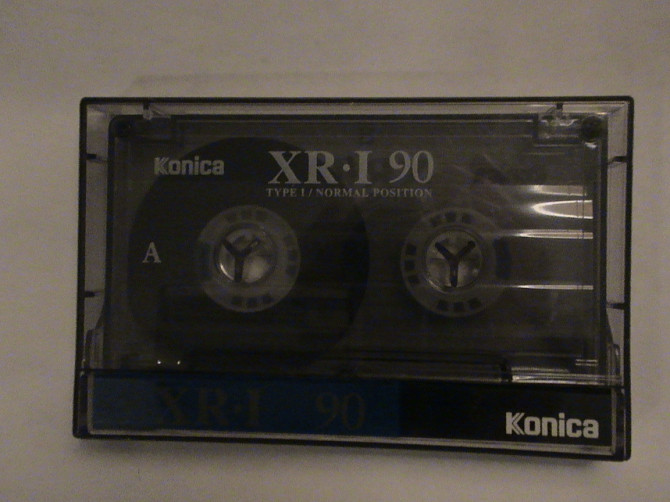 Konica
XR·I 90
TYPE I / NORMAL POSITION
A
XR·I 90
Konica